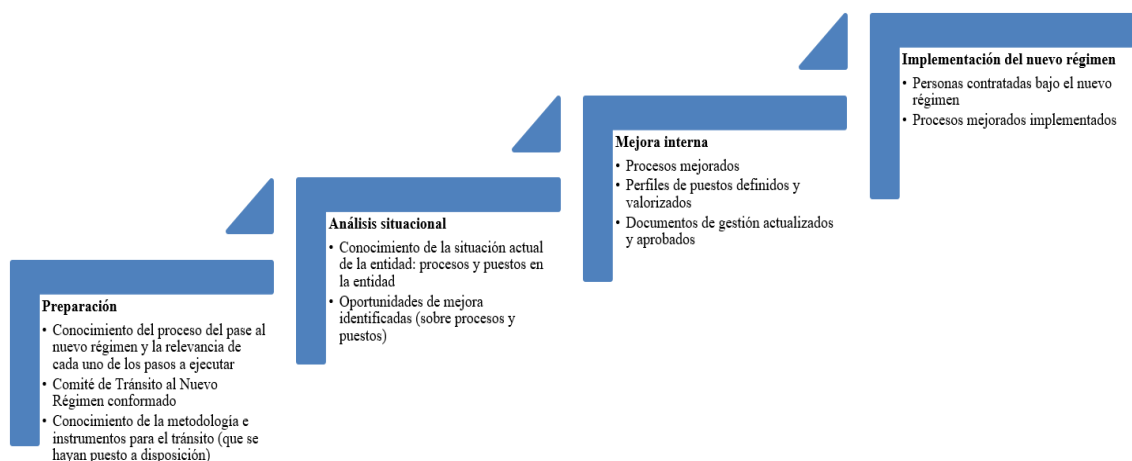 Preparación
• Conocimiento del proceso del pase al
nuevo régimen y la relevancia de
cada uno de los pasos a ejecutar
• Comité de Tránsito al Nuevo
Régimen conformado
• Conocimiento de la metodología e
instrumentos para el tránsito (que se
hayan puesto a disposición)
Análisis situacional
• Conocimiento de la situación actual
de la entidad: procesos y puestos en
la entidad
• Oportunidades de mejora
identificadas (sobre procesos y
puestos)
Mejora interna
• Procesos mejorados
• Perfiles de puestos definidos y
valorizados
• Documentos de gestión actualizados
y aprobados
Implementación del nuevo régimen
• Personas contratadas bajo el nuevo
régimen
• Procesos mejorados implementados